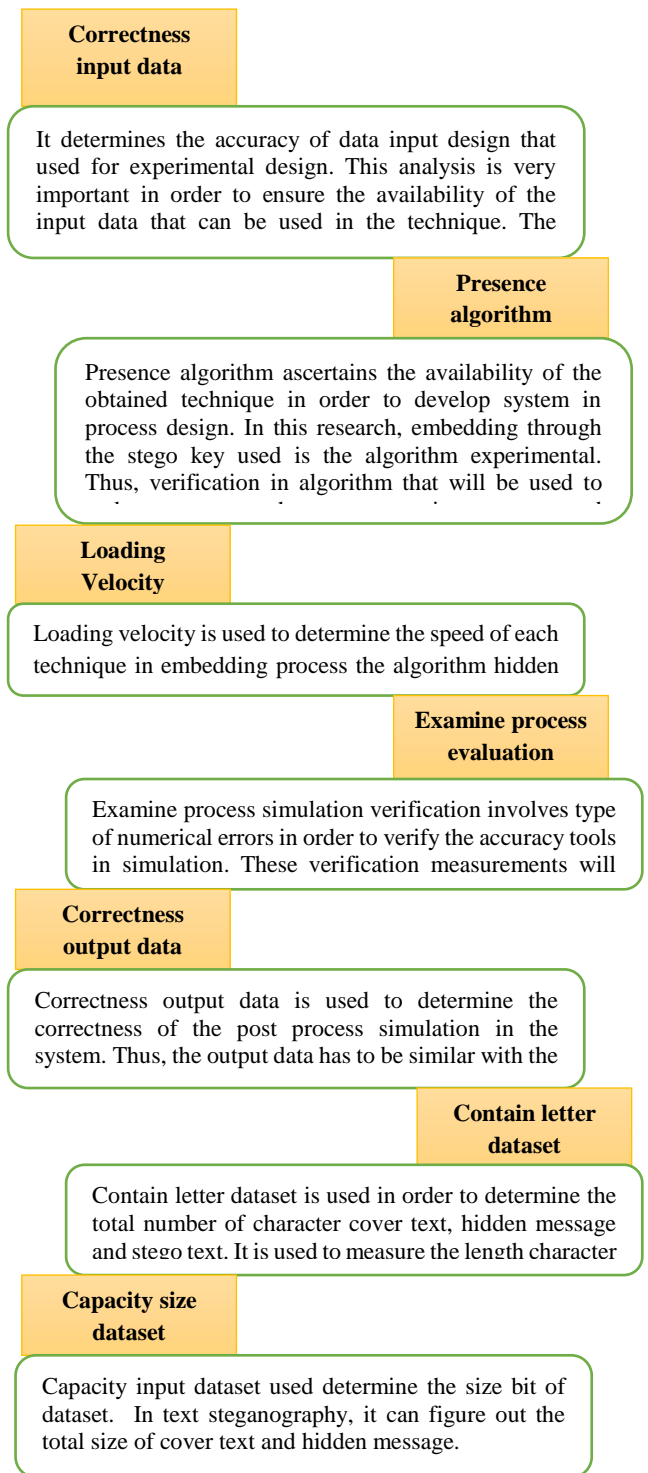 Correctness
input data
It determines the accuracy of data input design that
used for experimental design. This analysis is very
important in order to ensure the availability of the
input data that can be used in the technique. The
Presence
algorithm
Presence algorithm ascertains the availability of the
obtained technique in order to develop system in
process design. In this research, embedding through
the stego key used is the algorithm experimental.
Thus, verification in algorithm that will be used to
Loading
Velocity
Loading velocity is used to determine the speed of each
technique in embedding process the algorithm hidden
Examine process
evaluation
Examine process simulation verification involves type
of numerical errors in order to verify the accuracy tools
in simulation. These verification measurements will
Correctness
output data
Correctness output data is used to determine the
correctness of the post process simulation in the
system. Thus, the output data has to be similar with the
Contain letter
dataset
Contain letter dataset is used in order to determine the
total number of character cover text, hidden message
and stego text. It is used to measure the length character
Capacity size
dataset
Capacity input dataset used determine the size bit of
dataset. In text steganography, it can figure out the
total size of cover text and hidden message.